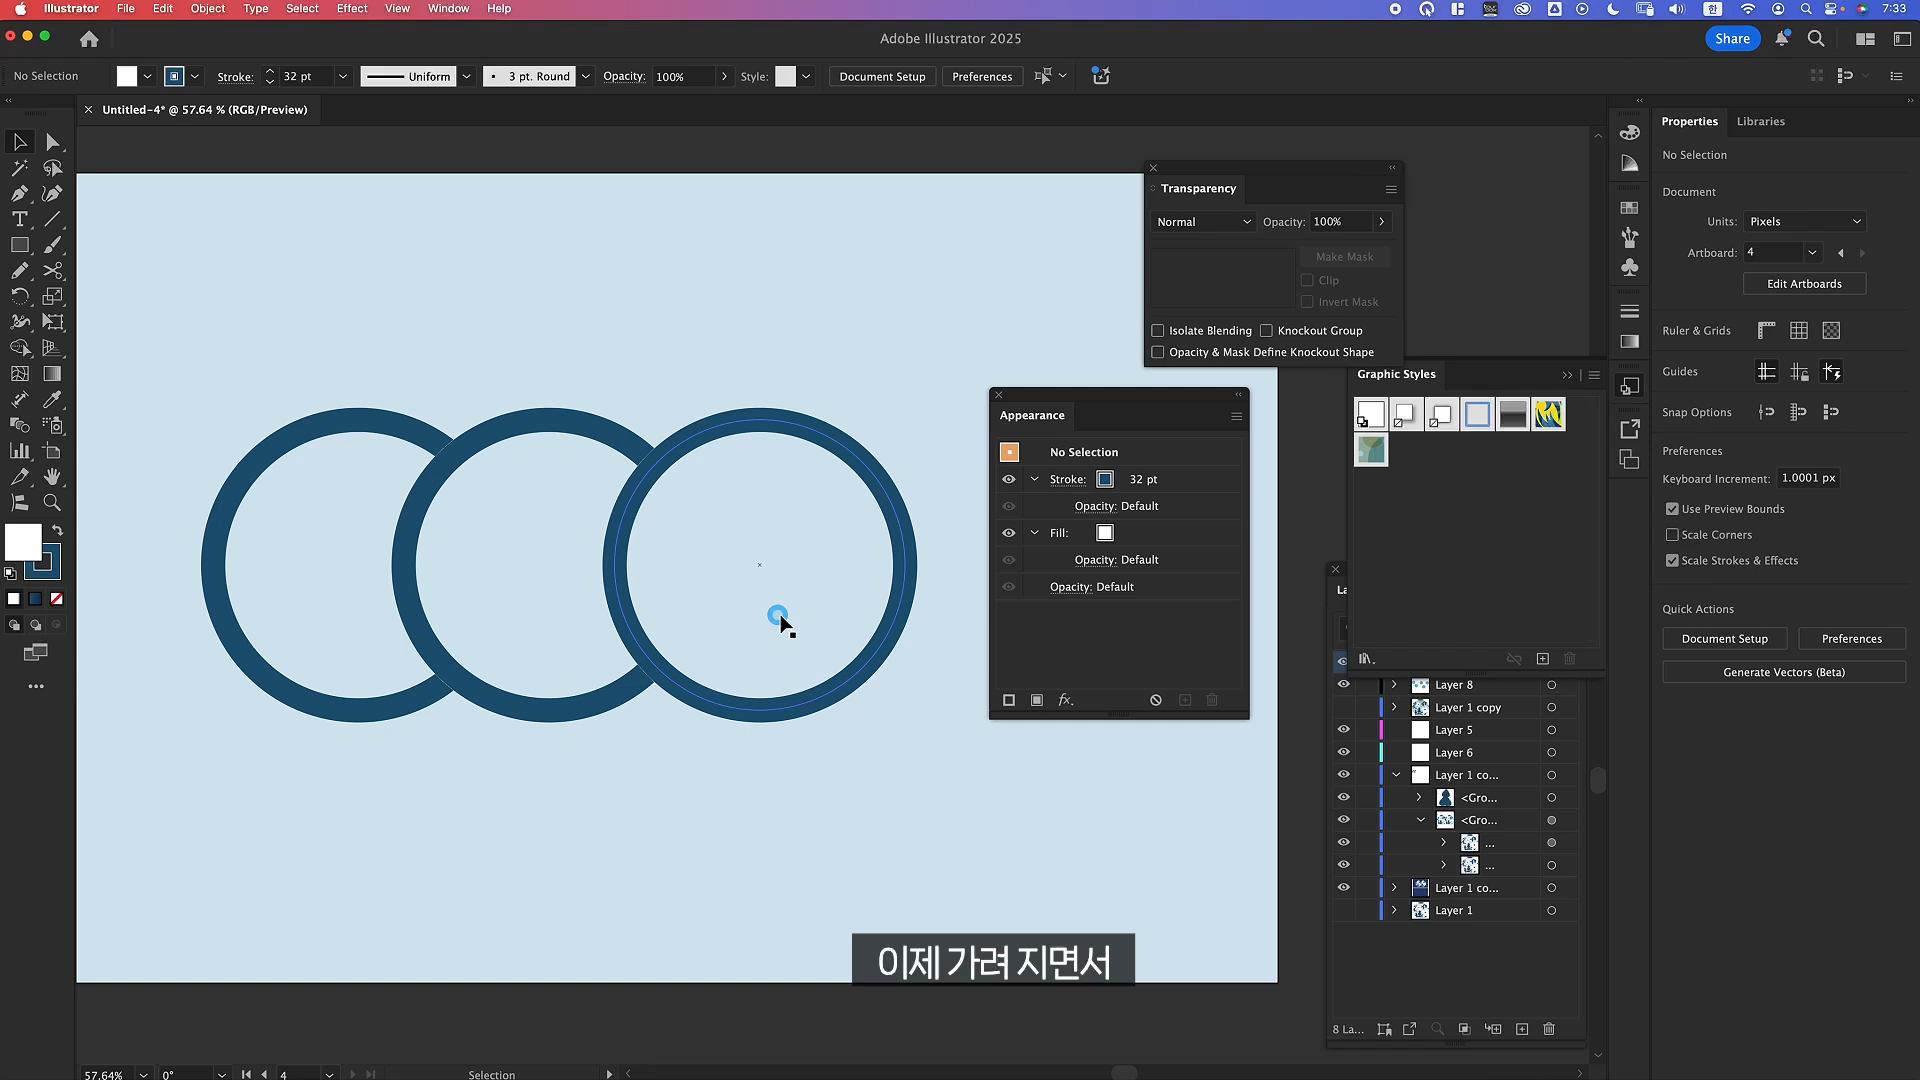 Illustrator File Edit Object Type Select Effect View Window Help 한 7:33
Adobe Illustrator 2025
Share
No Selection Stroke: 32 pt Uniform 3 pt. Round Opacity: 100% Style: Document Setup Preferences
Untitled-4* @ 57.64 % (RGB/Preview)
Transparency
Normal Opacity: 100%
Make Mask
Clip
Invert Mask
Isolate Blending Knockout Group
Opacity & Mask Define Knockout Shape
Graphic Styles
Appearance
No Selection
Stroke: 32 pt
Opacity: Default
Fill:
Opacity: Default
Opacity: Default
fx.
La
Layer 8
Layer 1 copy
Layer 5
Layer 6
Layer 1 co...
<Gro...
<Gro...
...
...
Layer 1 co...
Layer 1
8 La...
Properties Libraries
No Selection
Document
Units: Pixels
Artboard: 4
Edit Artboards
Ruler & Grids
Guides
Snap Options
Preferences
Keyboard Increment: 1.0001 px
Use Preview Bounds
Scale Corners
Scale Strokes & Effects
Quick Actions
Document Setup Preferences
Generate Vectors (Beta)
이제 가려 지면서
57.64% 0° 4 Selection